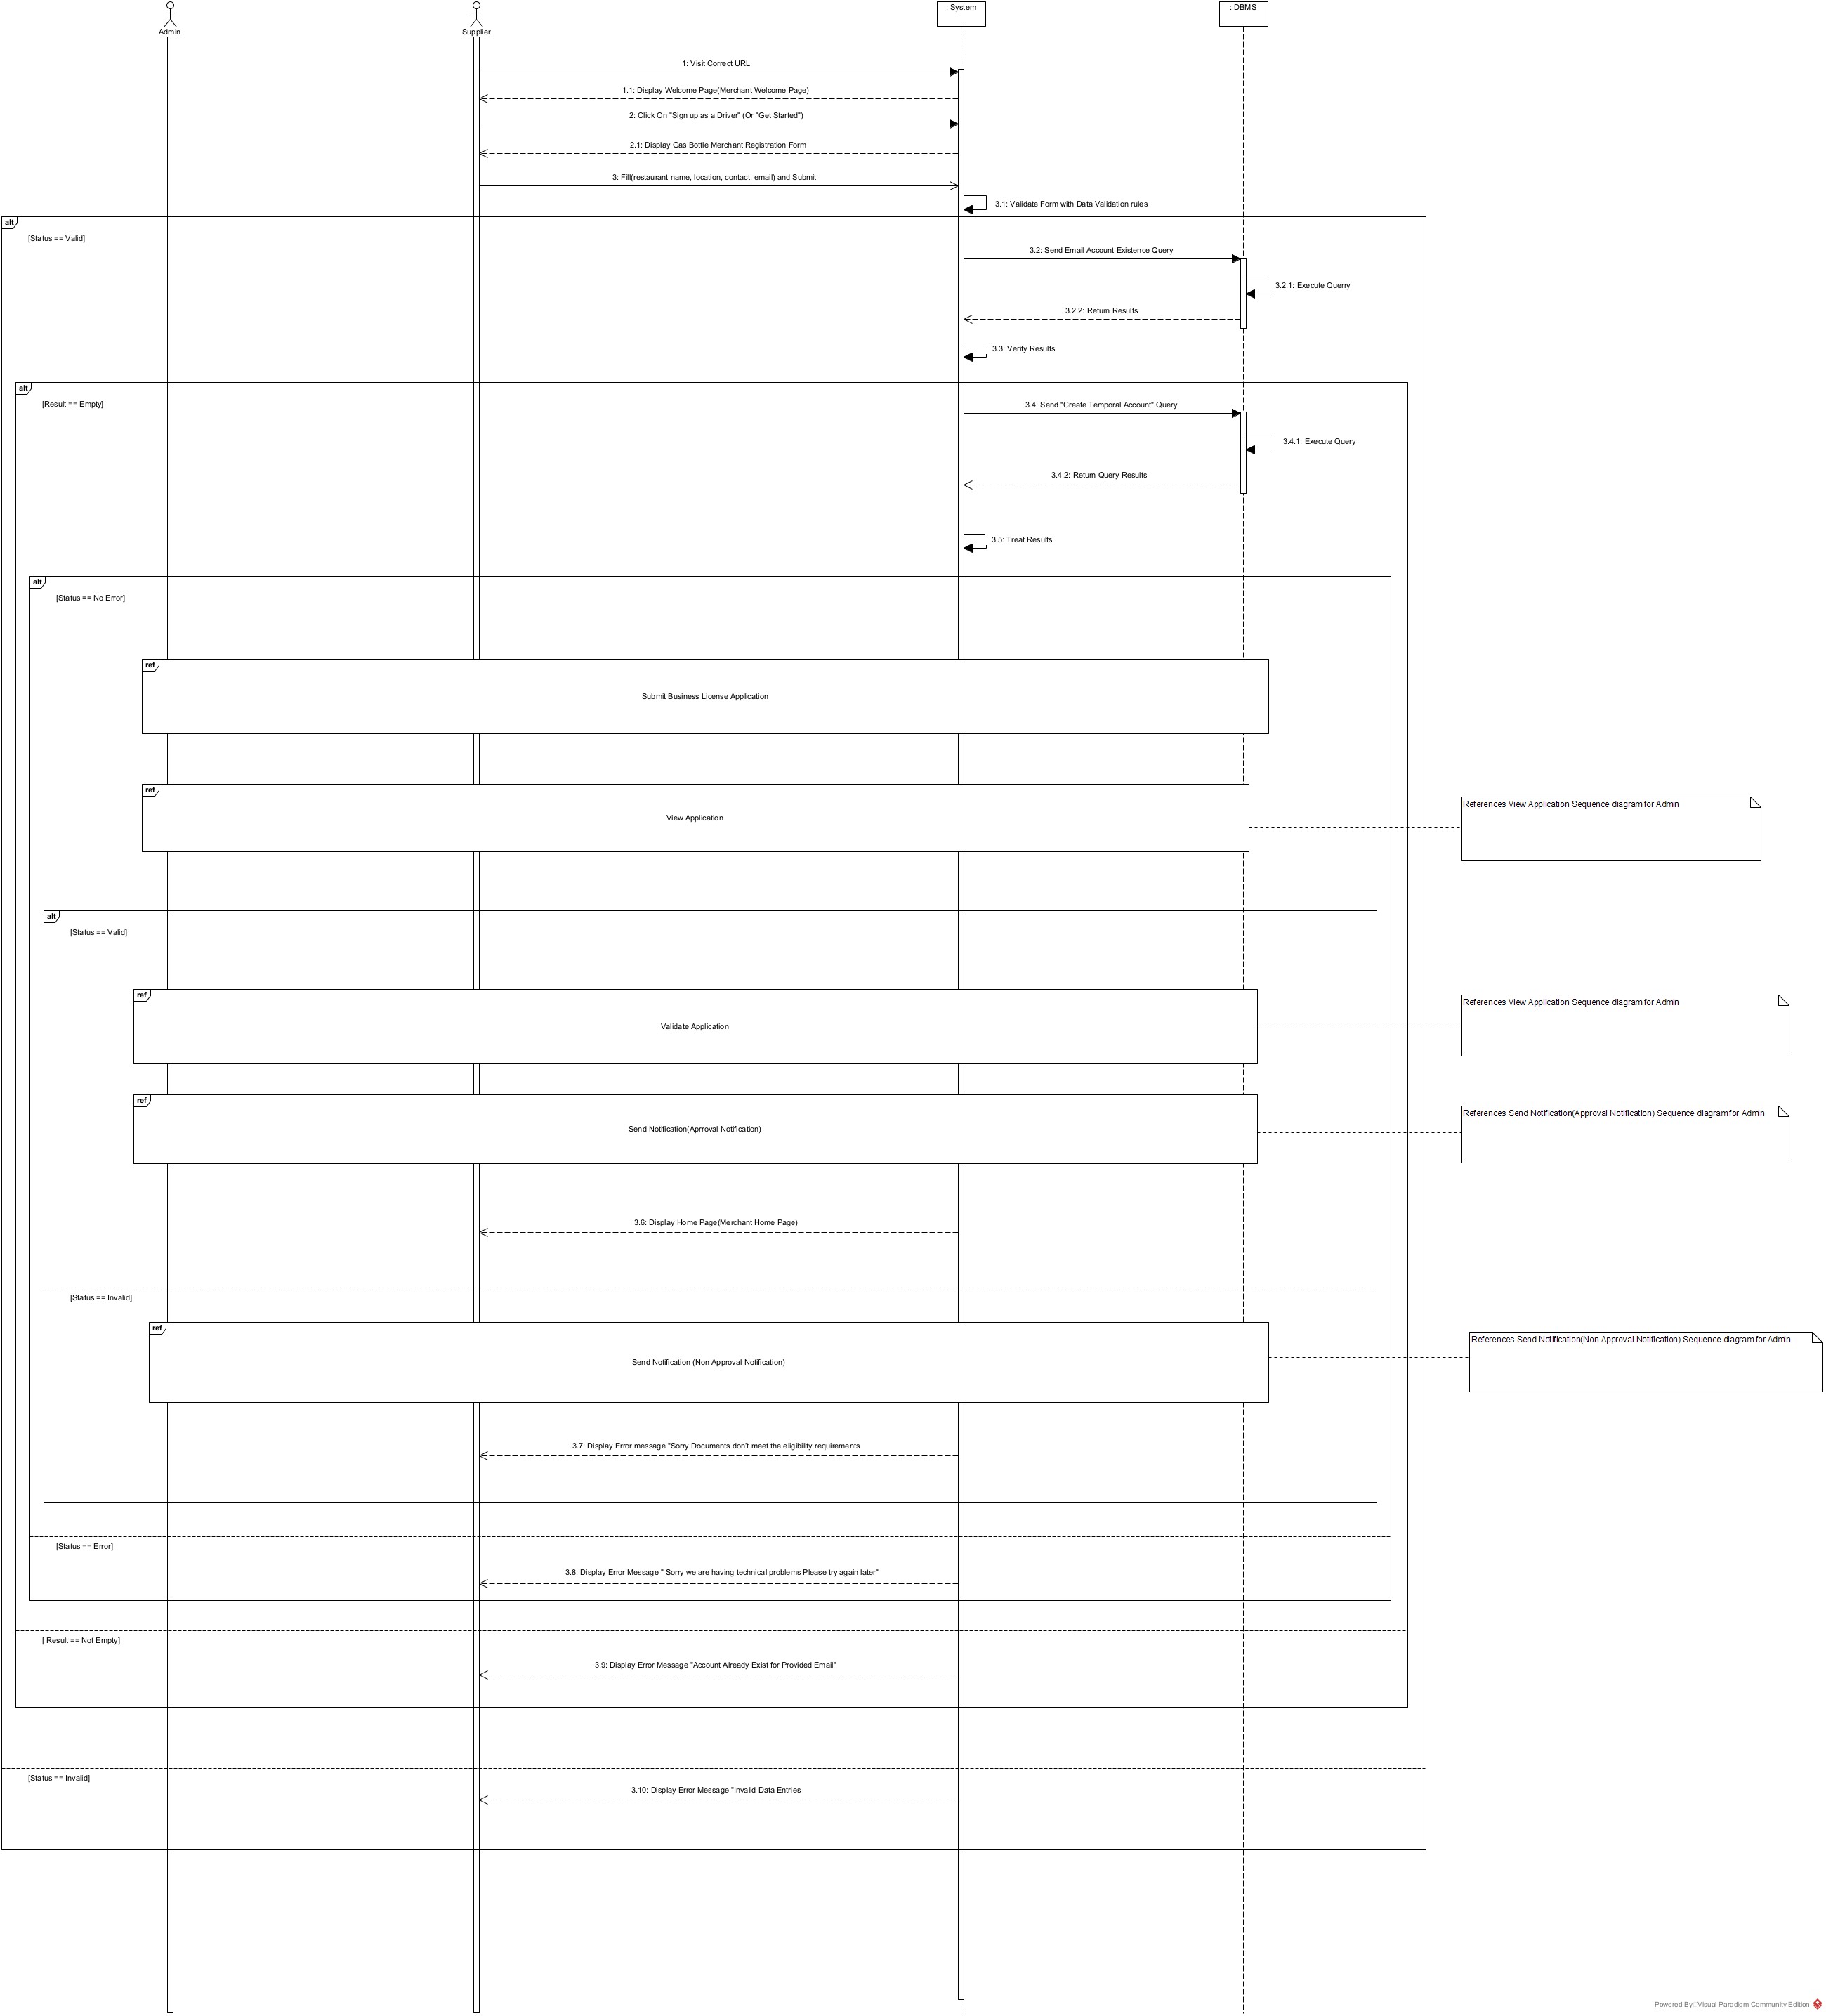 Admin
Supplier
: System
: DBMS
1: Visit Correct URL
1.1: Display Welcome Page(Merchant Welcome Page)
2: Click On "Sign up as a Driver" (Or "Get Started")
2.1: Display Gas Bottle Merchant Registration Form
3: Fill(restaurant name, location, contact, email) and Submit
3.1: Validate Form with Data Validation rules
alt
[Status == Valid]
3.2: Send Email Account Existence Query
3.2.1: Execute Querry
3.2.2: Return Results
3.3: Verify Results
alt
[Result == Empty]
3.4: Send "Create Temporal Account" Query
3.4.1: Execute Query
3.4.2: Return Query Results
3.5: Treat Results
alt
[Status == No Error]
ref
Submit Business License Application
ref
View Application
References View Application Sequence diagram for Admin
alt
[Status == Valid]
ref
Validate Application
References View Application Sequence diagram for Admin
ref
Send Notification(Aprroval Notification)
References Send Notification(Approval Notification) Sequence diagram for Admin
3.6: Display Home Page(Merchant Home Page)
[Status == Invalid]
ref
Send Notification (Non Approval Notification)
References Send Notification(Non Approval Notification) Sequence diagram for Admin
3.7: Display Error message "Sorry Documents don't meet the eligibility requirements
[Status == Error]
3.8: Display Error Message " Sorry we are having technical problems Please try again later"
[ Result == Not Empty]
3.9: Display Error Message "Account Already Exist for Provided Email"
[Status == Invalid]
3.10: Display Error Message "Invalid Data Entries
Powered By: Visual Paradigm Community Edition